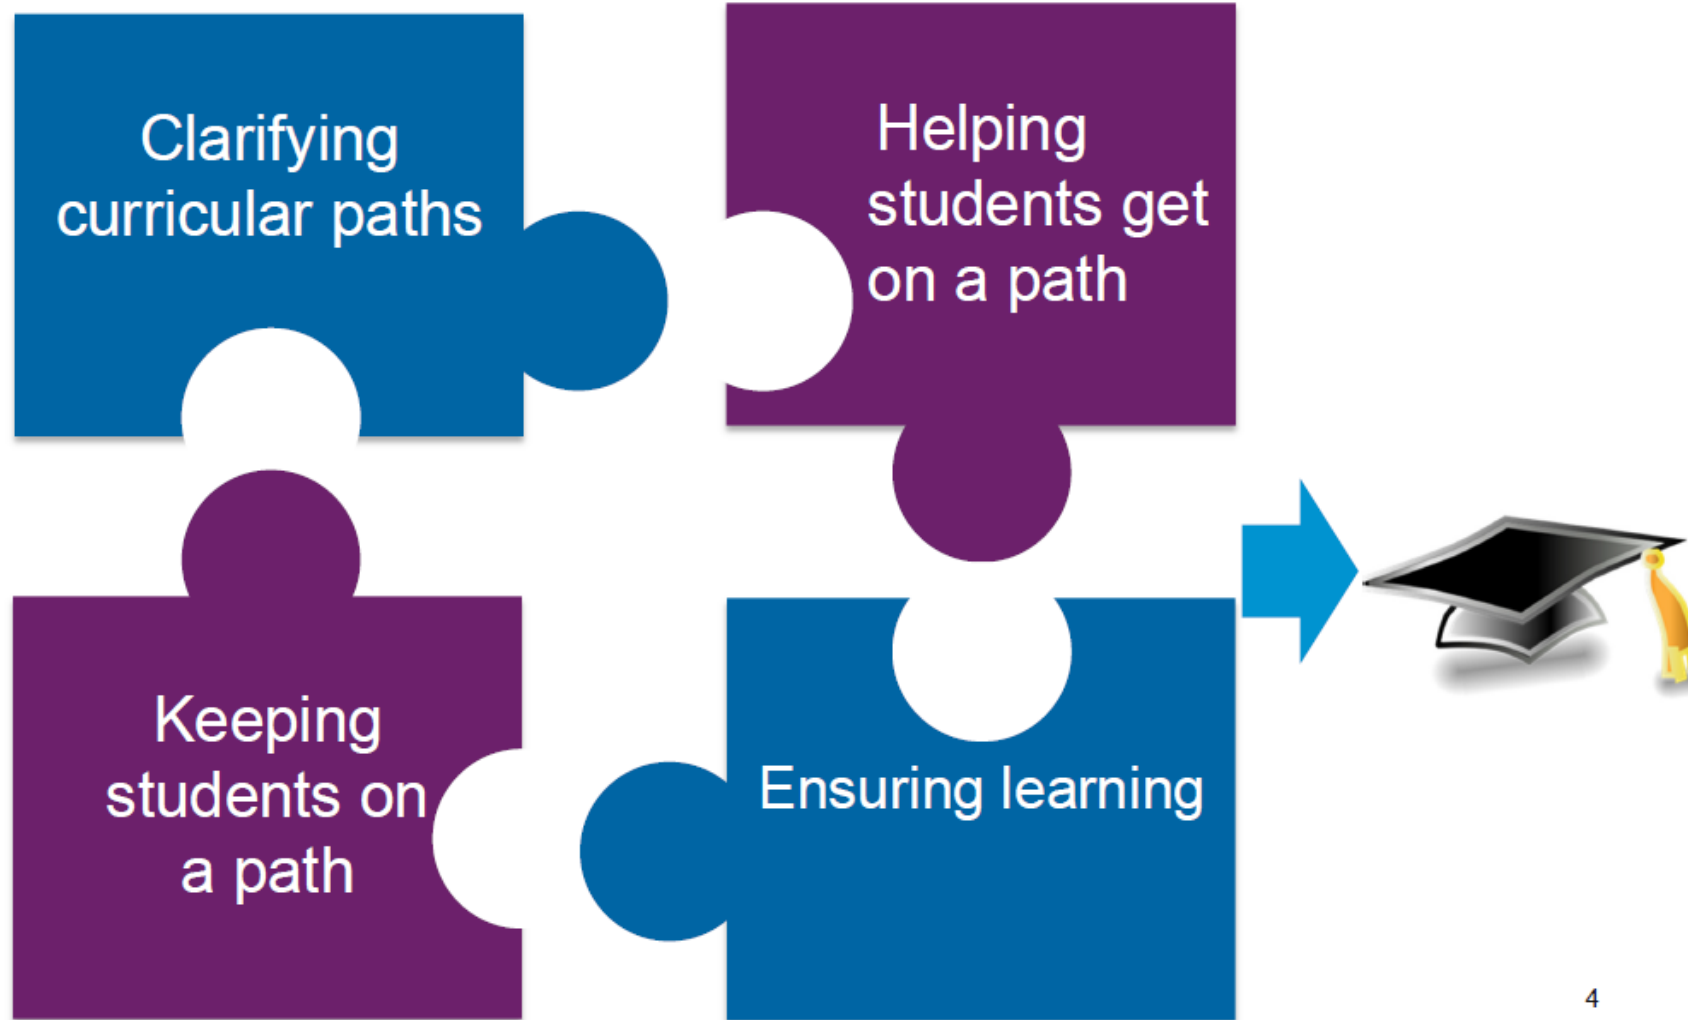 Clarifying
curricular paths
Helping
students get
on a path
Keeping
students on
a path
Ensuring learning
4